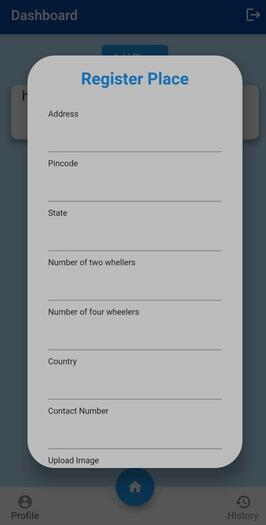 Dashboard
Register Place
Address
Pincode
State
Number of two whellers
Number of four wheelers
Country
Contact Number
Upload Image
Profile
History